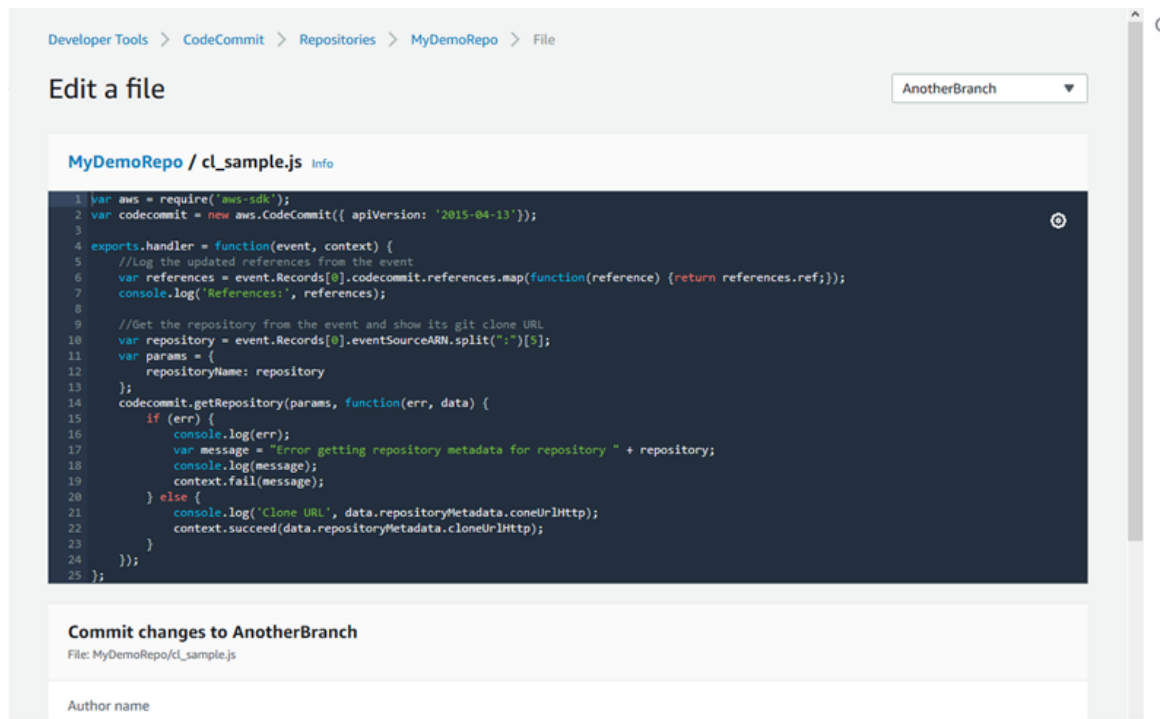 Developer Tools > CodeCommit > Repositories > MyDemoRepo > File
Edit a file
AnotherBranch
MyDemoRepo / cl_sample.js Info
1 var aws = require('aws-sdk');
2 var codecommit = new aws.CodeCommit({ apiVersion: '2015-04-13'});
3
4 exports.handler = function(event, context) {
5     //Log the updated references from the event
6     var references = event.Records[0].codecommit.references.map(function(reference) {return references.ref;});
7     console.log('References:', references);
8
9     //Get the repository from the event and show its git clone URL
10     var repository = event.Records[0].eventSourceARN.split(":")[5];
11     var params = {
12         repositoryName: repository
13     };
14     codecommit.getRepository(params, function(err, data) {
15         if (err) {
16             console.log(err);
17             var message = "Error getting repository metadata for repository " + repository;
18             console.log(message);
19             context.fail(message);
20         } else {
21             console.log('Clone URL', data.repositoryMetadata.coneUrlHttp);
22             context.succeed(data.repositoryMetadata.cloneUrlHttp);
23         }
24     });
25 };
Commit changes to AnotherBranch
File: MyDemoRepo/cl_sample.js
Author name